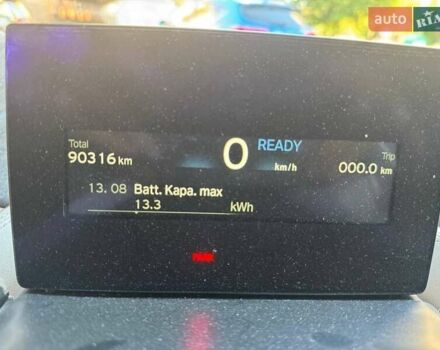 auto RIA
READY
Total
90316 km
0
km/h
Trip
000.0 km
13. 08 Batt. Kapa. max
13.3 kWh
PARK